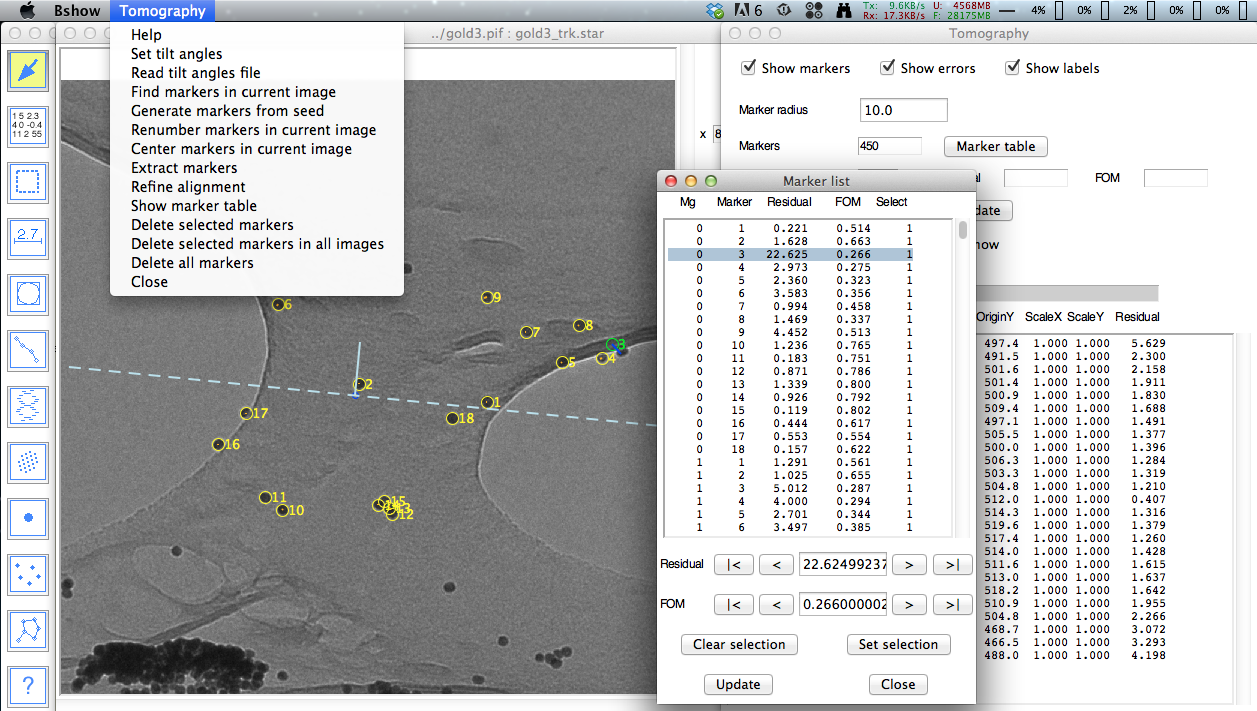 Bshow Tomography
6 Tx: 9.6KB/s U: 4568MB 4% 0% 2% 0% 0%
Rx: 17.3KB/s F: 28175MB
Help
Set tilt angles
Read tilt angles file
Find markers in current image
Generate markers from seed
Renumber markers in current image
Center markers in current image
Extract markers
Refine alignment
Show marker table
Delete selected markers
Delete selected markers in all images
Delete all markers
Close
../gold3.pif : gold3_trk.star
1 5 2.3
4 0 -0.4
11 2 55
2.7
?
6
9
7
8
3
5
4
2
1
18
17
16
11
10
15
13
12
x 8
Tomography
Show markers Show errors Show labels
Marker radius 10.0
Markers 450 Marker table
al FOM
date
how
OriginY ScaleX ScaleY Residual
497.4 1.000 1.000 5.629
491.5 1.000 1.000 2.300
501.6 1.000 1.000 2.158
501.4 1.000 1.000 1.911
500.9 1.000 1.000 1.830
509.4 1.000 1.000 1.688
497.1 1.000 1.000 1.491
505.5 1.000 1.000 1.377
500.0 1.000 1.000 1.396
506.3 1.000 1.000 1.284
503.3 1.000 1.000 1.319
504.8 1.000 1.000 1.210
512.0 1.000 1.000 0.407
514.3 1.000 1.000 1.316
519.6 1.000 1.000 1.379
517.4 1.000 1.000 1.260
514.0 1.000 1.000 1.428
511.6 1.000 1.000 1.615
513.0 1.000 1.000 1.637
518.2 1.000 1.000 1.642
510.9 1.000 1.000 1.955
504.8 1.000 1.000 2.266
468.7 1.000 1.000 3.072
466.5 1.000 1.000 3.293
488.0 1.000 1.000 4.198
Marker list
Mg Marker Residual FOM Select
0 1 0.221 0.514 1
0 2 1.628 0.663 1
0 3 22.625 0.266 1
0 4 2.973 0.275 1
0 5 2.360 0.323 1
0 6 3.583 0.356 1
0 7 0.994 0.458 1
0 8 1.469 0.337 1
0 9 4.452 0.513 1
0 10 1.236 0.765 1
0 11 0.183 0.751 1
0 12 0.871 0.786 1
0 13 1.339 0.800 1
0 14 0.926 0.792 1
0 15 0.119 0.802 1
0 16 0.444 0.617 1
0 17 0.553 0.554 1
0 18 0.157 0.622 1
1 1 1.291 0.561 1
1 2 1.025 0.655 1
1 3 5.012 0.287 1
1 4 4.000 0.294 1
1 5 2.701 0.344 1
1 6 3.497 0.385 1
Residual |< < 22.62499237 > >|
FOM |< < 0.266000002 > >|
Clear selection Set selection
Update Close